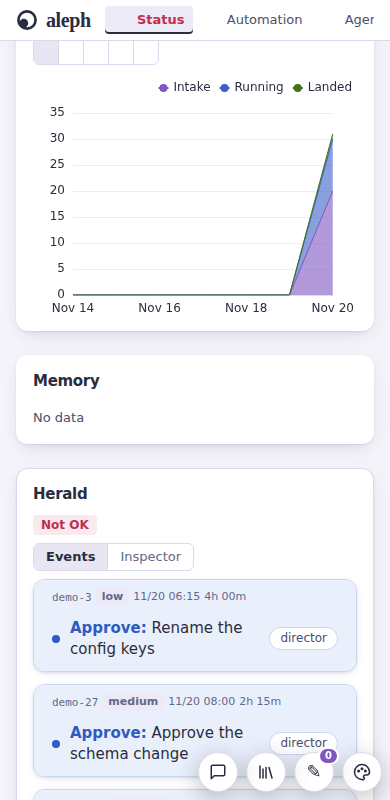 aleph Status Automation Ager
Intake Running Landed
35
30
25
20
15
10
5
0
Nov 14 Nov 16 Nov 18 Nov 20
Memory
No data
Herald
Not OK
Events Inspector
demo-3 low 11/20 06:15 4h 00m
Approve: Rename the
config keys
director
demo-27 medium 11/20 08:00 2h 15m
Approve: Approve the
schema change
director
0